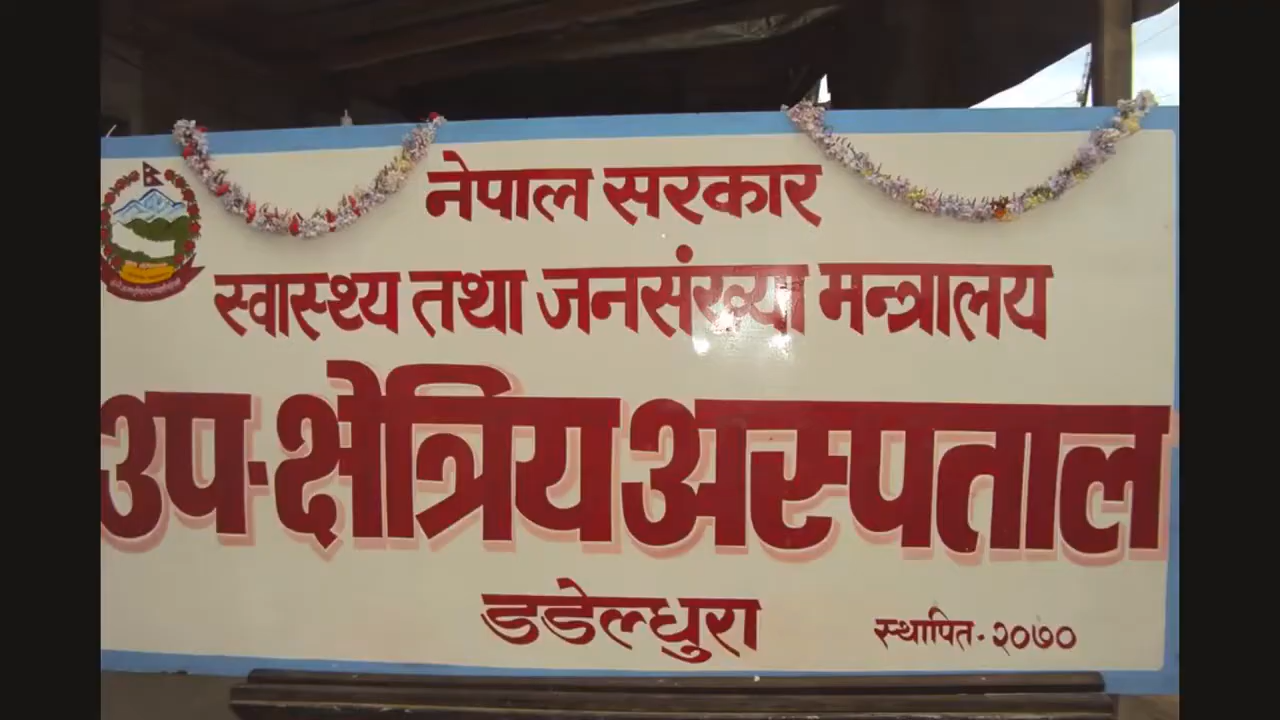 नेपाल सरकार
स्वास्थ्य तथा जनसंख्या मन्त्रालय
उप-क्षेत्रिय अस्पताल
डडेल्धुरा
स्थापित-२०७०